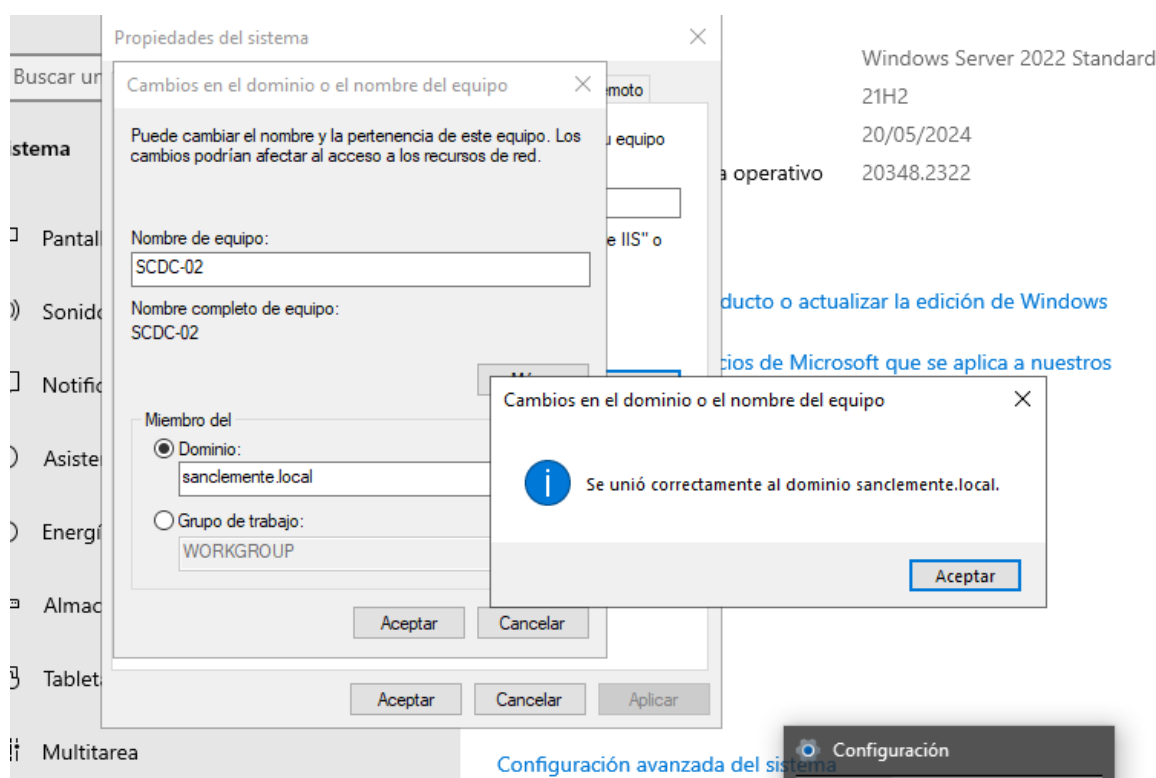 Propiedades del sistema
Windows Server 2022 Standard
Buscar un
Cambios en el dominio o el nombre del equipo
21H2
Puede cambiar el nombre y la pertenencia de este equipo. Los
cambios podrían afectar al acceso a los recursos de red.
equipo
20/05/2024
operativo
20348.2322
Pantall
Nombre de equipo:
e IIS" o
SCDC-02
ducto o actualizar la edición de Windows
Sonido
Nombre completo de equipo:
SCDC-02
cios de Microsoft que se aplica a nuestros
Notific
Cambios en el dominio o el nombre del equipo
Miembro del
Dominio:
Asiste
sanclemente.local
Se unió correctamente al dominio sanclemente.local.
Grupo de trabajo:
Energí
WORKGROUP
Aceptar
Almac
Aceptar
Cancelar
Tablet
Aceptar
Cancelar
Aplicar
Multitarea
Configuración
Configuración avanzada del sistema